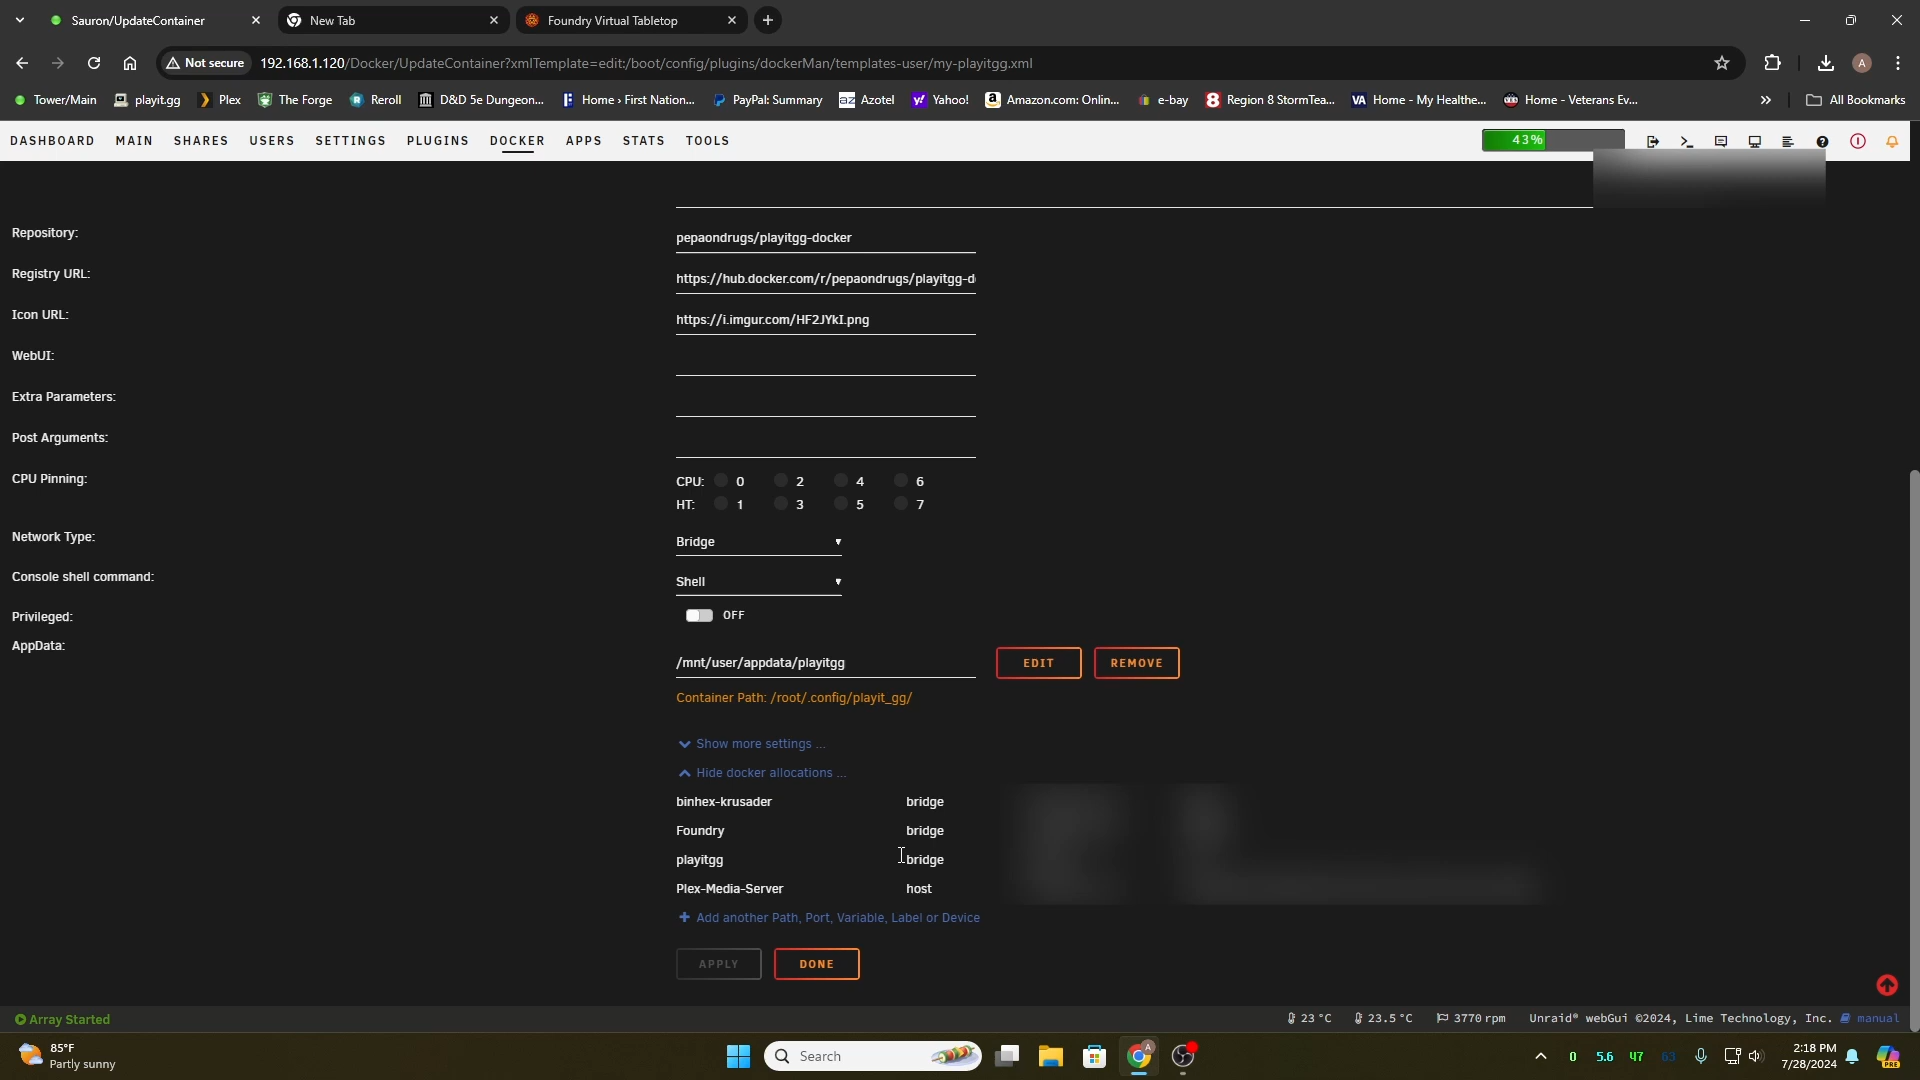 Sauron/UpdateContainer
New Tab
Foundry Virtual Tabletop
Not secure
192.168.1.120/Docker/UpdateContainer?xmlTemplate=edit:/boot/config/plugins/dockerMan/templates-user/my-playitgg.xml
A
Tower/Main
playit.gg
Plex
The Forge
Reroll
D&D 5e Dungeon...
Home › First Nation...
PayPal: Summary
Azotel
Yahoo!
Amazon.com: Onlin...
e-bay
Region 8 StormTea...
Home - My Healthe...
Home - Veterans Ev...
All Bookmarks
DASHBOARD MAIN SHARES USERS SETTINGS PLUGINS DOCKER APPS STATS TOOLS
43%
Repository:
pepaondrugs/playitgg-docker
Registry URL:
https://hub.docker.com/r/pepaondrugs/playitgg-d
Icon URL:
https://i.imgur.com/HF2JYkI.png
WebUI:
Extra Parameters:
Post Arguments:
CPU Pinning:
CPU: 0 2 4 6
HT: 1 3 5 7
Network Type:
Bridge
Console shell command:
Shell
Privileged:
OFF
AppData:
/mnt/user/appdata/playitgg
EDIT
REMOVE
Container Path: /root/.config/playit_gg/
Show more settings ...
Hide docker allocations ...
binhex-krusader bridge
Foundry bridge
playitgg bridge
Plex-Media-Server host
Add another Path, Port, Variable, Label or Device
APPLY
DONE
Array Started
23 °C
23.5 °C
3770 rpm
Unraid® webGui ©2024, Lime Technology, Inc.
manual
85°F
Partly sunny
Search
A
0
5.6
47
63
2:18 PM
7/28/2024
PRE